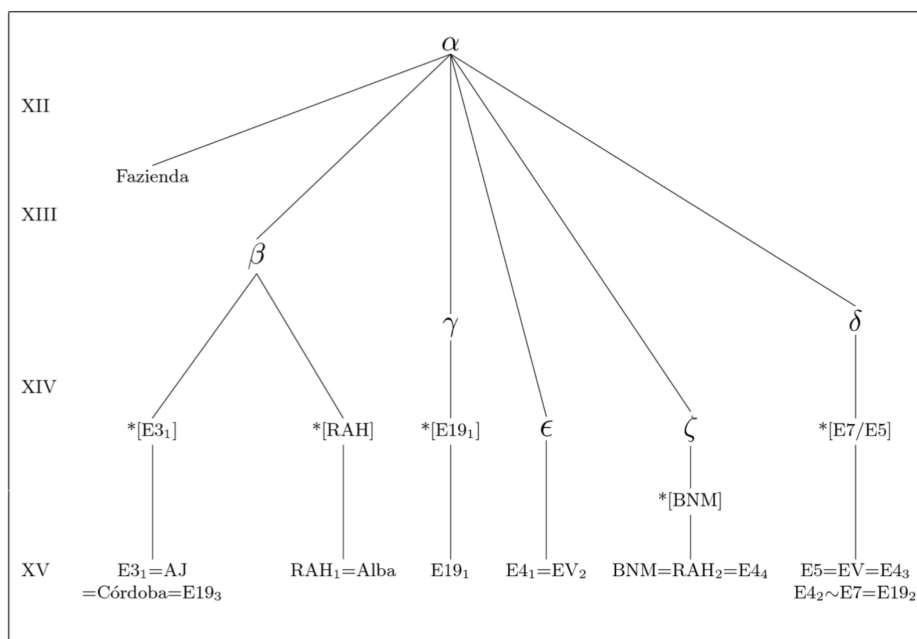 α
XII
Fazienda
XIII
β
γ
δ
XIV
*[E3₁] *[RAH] *[E19₁] ϵ ζ *[E7/E5]
*[BNM]
XV E3₁=AJ RAH₁=Alba E19₁ E4₁=EV₂ BNM=RAH₂=E4₄ E5=EV=E4₃
=Córdoba=E19₃ E4₂∼E7=E19₂